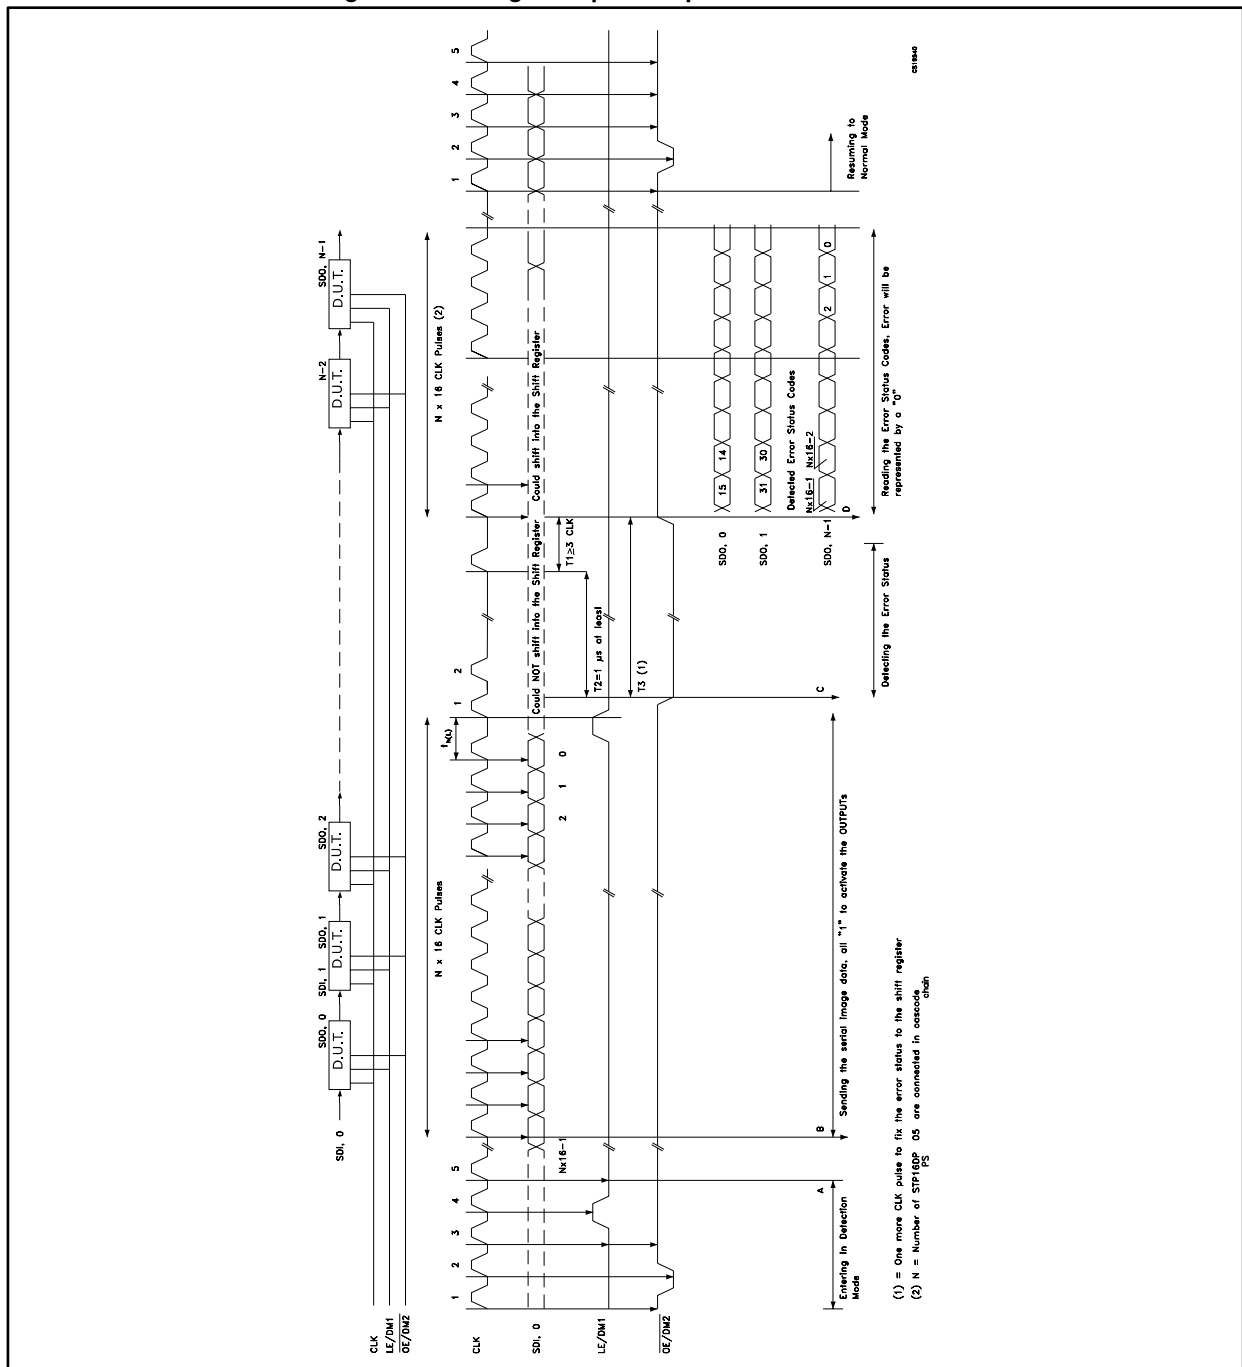 SDI, 0
D.U.T.
SDO, 0
SDI, 1
D.U.T.
SDO, 1
D.U.T.
SDO, 2
D.U.T.
N-2
D.U.T.
SDO, N-1
CLK
LE/DM1
OE/DM2
N x 16 CLK Pulses
N x 16 CLK Pulses (2)
CLK
1
2
3
4
5
1
2
1
2
3
4
5
SDI, 0
Nx16-1
2
1
0
Could NOT shift into the Shift Register
Could shift into the Shift Register
T1≥3 CLK
T2=1 µs at least
T3 (1)
LE/DM1
OE/DM2
SDO, 0
15
14
SDO, 1
31
30
Detected Error Status Codes
Nx16-1
Nx16-2
SDO, N-1
2
1
0
A
B
C
D
Entering in Detection
Mode
Sending the serial image data, all "1" to activate the OUTPUTs
Detecting the Error Status
Reading the Error Status Codes, Error will be
represented by a "0"
Resuming to
Normal Mode
(1) = One more CLK pulse to fix the error status to the shift register
(2) N = Number of STP16DP 05 are connected in cascode
PS
chain